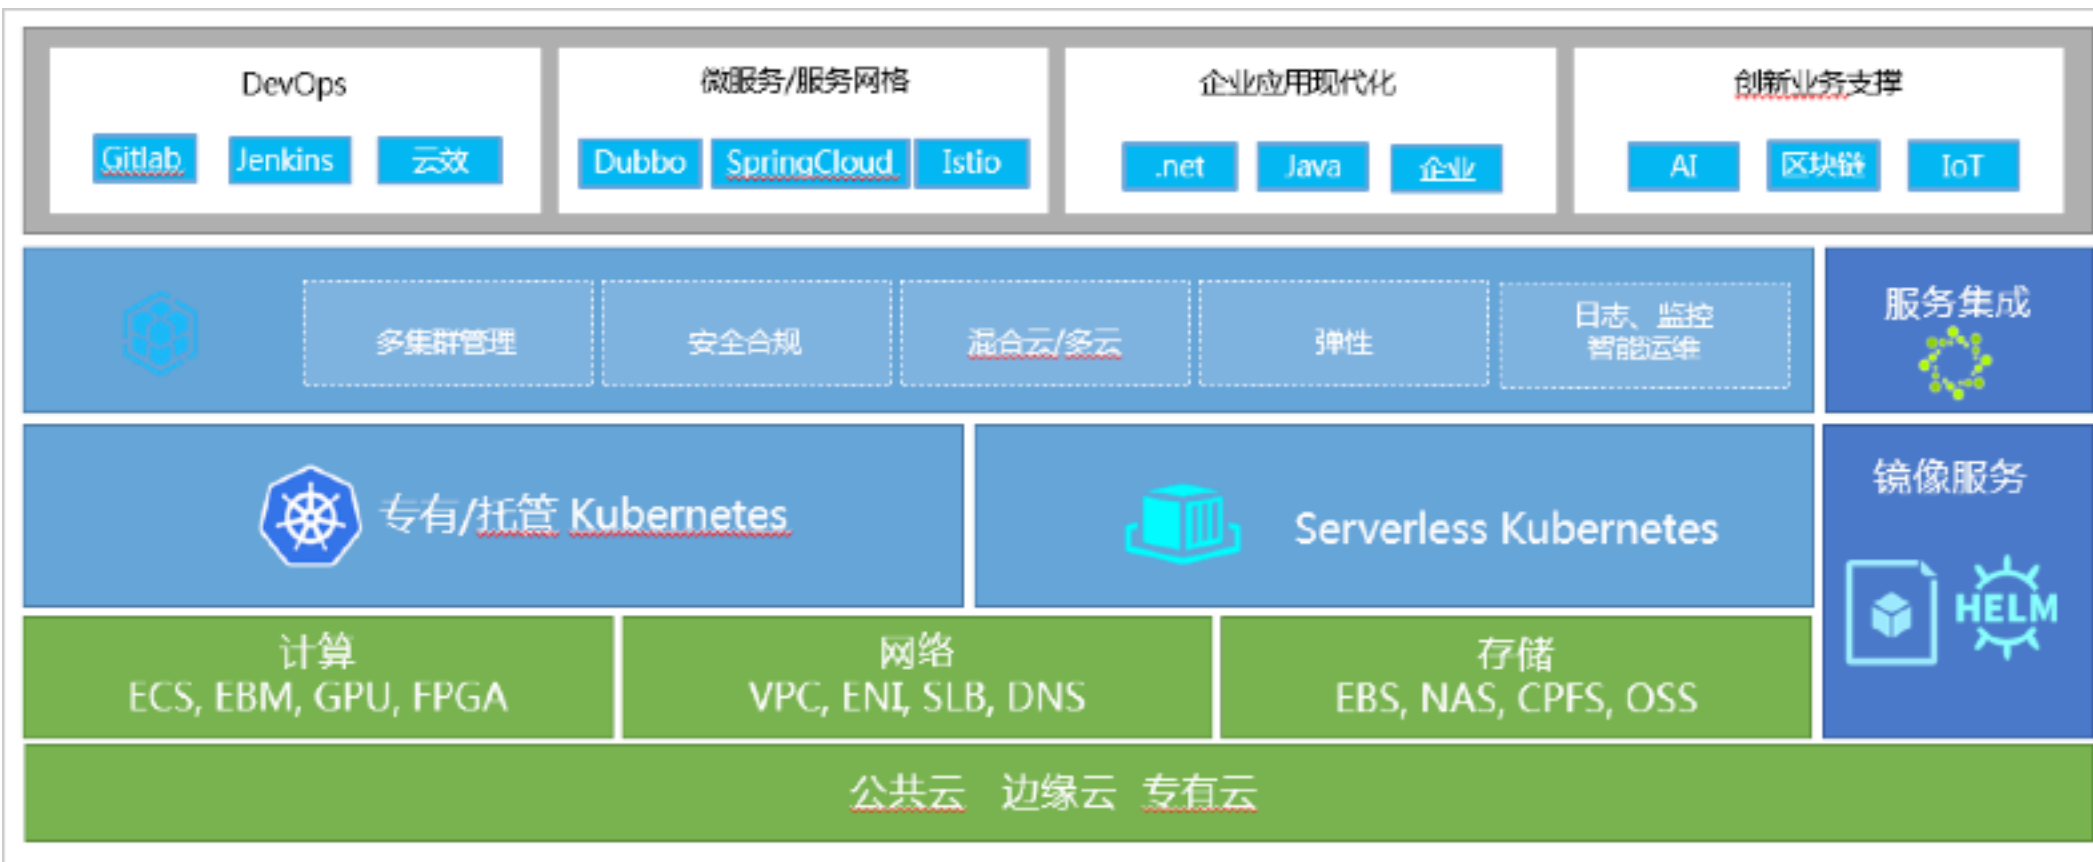 DevOps
Gitlab Jenkins 云效
微服务/服务网格
Dubbo SpringCloud Istio
企业应用现代化
.net Java 企业
创新业务支撑
AI 区块链 IoT
多集群管理
安全合规
混合云/多云
弹性
日志、监控
智能运维
服务集成
专有/托管 Kubernetes
Serverless Kubernetes
镜像服务
HELM
计算
ECS, EBM, GPU, FPGA
网络
VPC, ENI, SLB, DNS
存储
EBS, NAS, CPFS, OSS
公共云 边缘云 专有云